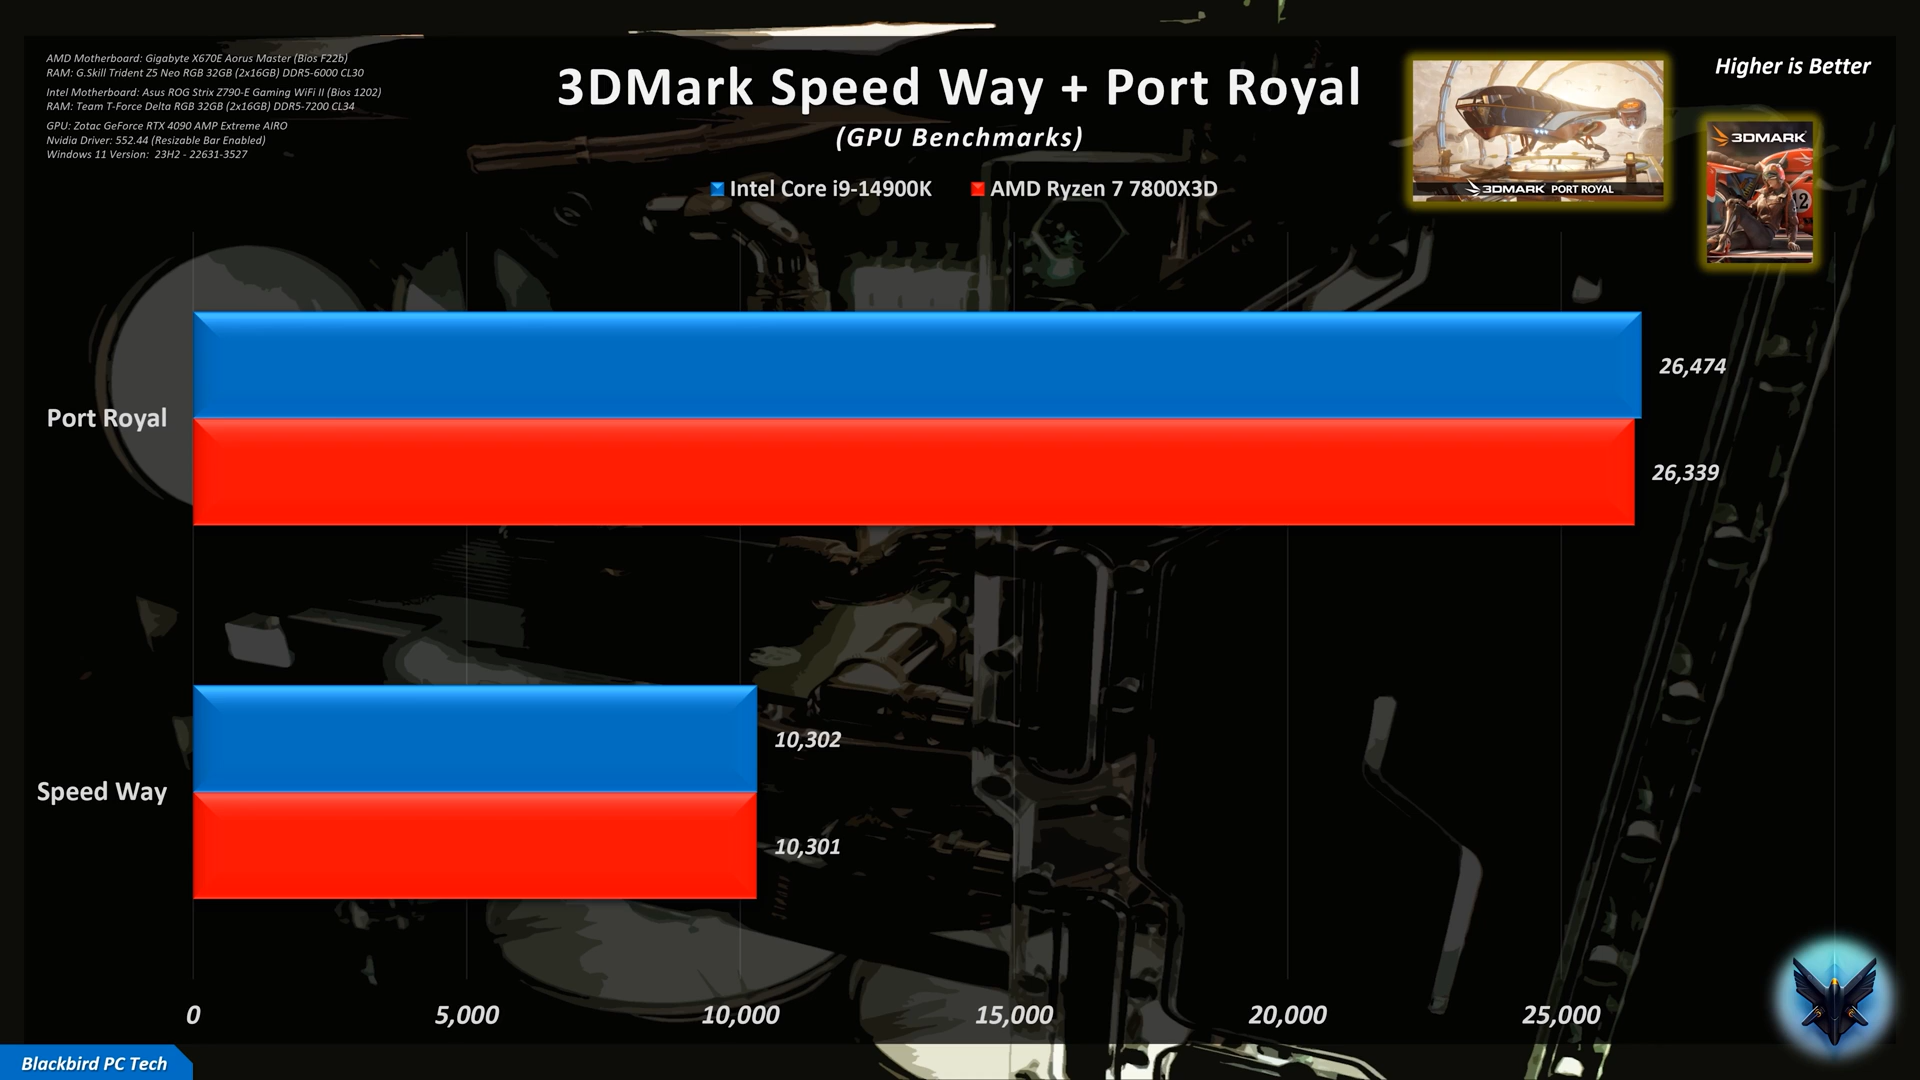 AMD Motherboard: Gigabyte X670E Aorus Master (Bios F22b)
RAM: G.Skill Trident Z5 Neo RGB 32GB (2x16GB) DDR5-6000 CL30
Intel Motherboard: Asus ROG Strix Z790-E Gaming WiFi II (Bios 1202)
RAM: Team T-Force Delta RGB 32GB (2x16GB) DDR5-7200 CL34
GPU: Zotac GeForce RTX 4090 AMP Extreme AIRO
Nvidia Driver: 552.44 (Resizable Bar Enabled)
Windows 11 Version: 23H2 - 22631-3527
3DMark Speed Way + Port Royal
(GPU Benchmarks)
Intel Core i9-14900K
AMD Ryzen 7 7800X3D
3DMARK PORT ROYAL
Higher is Better
3DMARK
12
Port Royal
26,474
26,339
Speed Way
10,302
10,301
0
5,000
10,000
15,000
20,000
25,000
Blackbird PC Tech